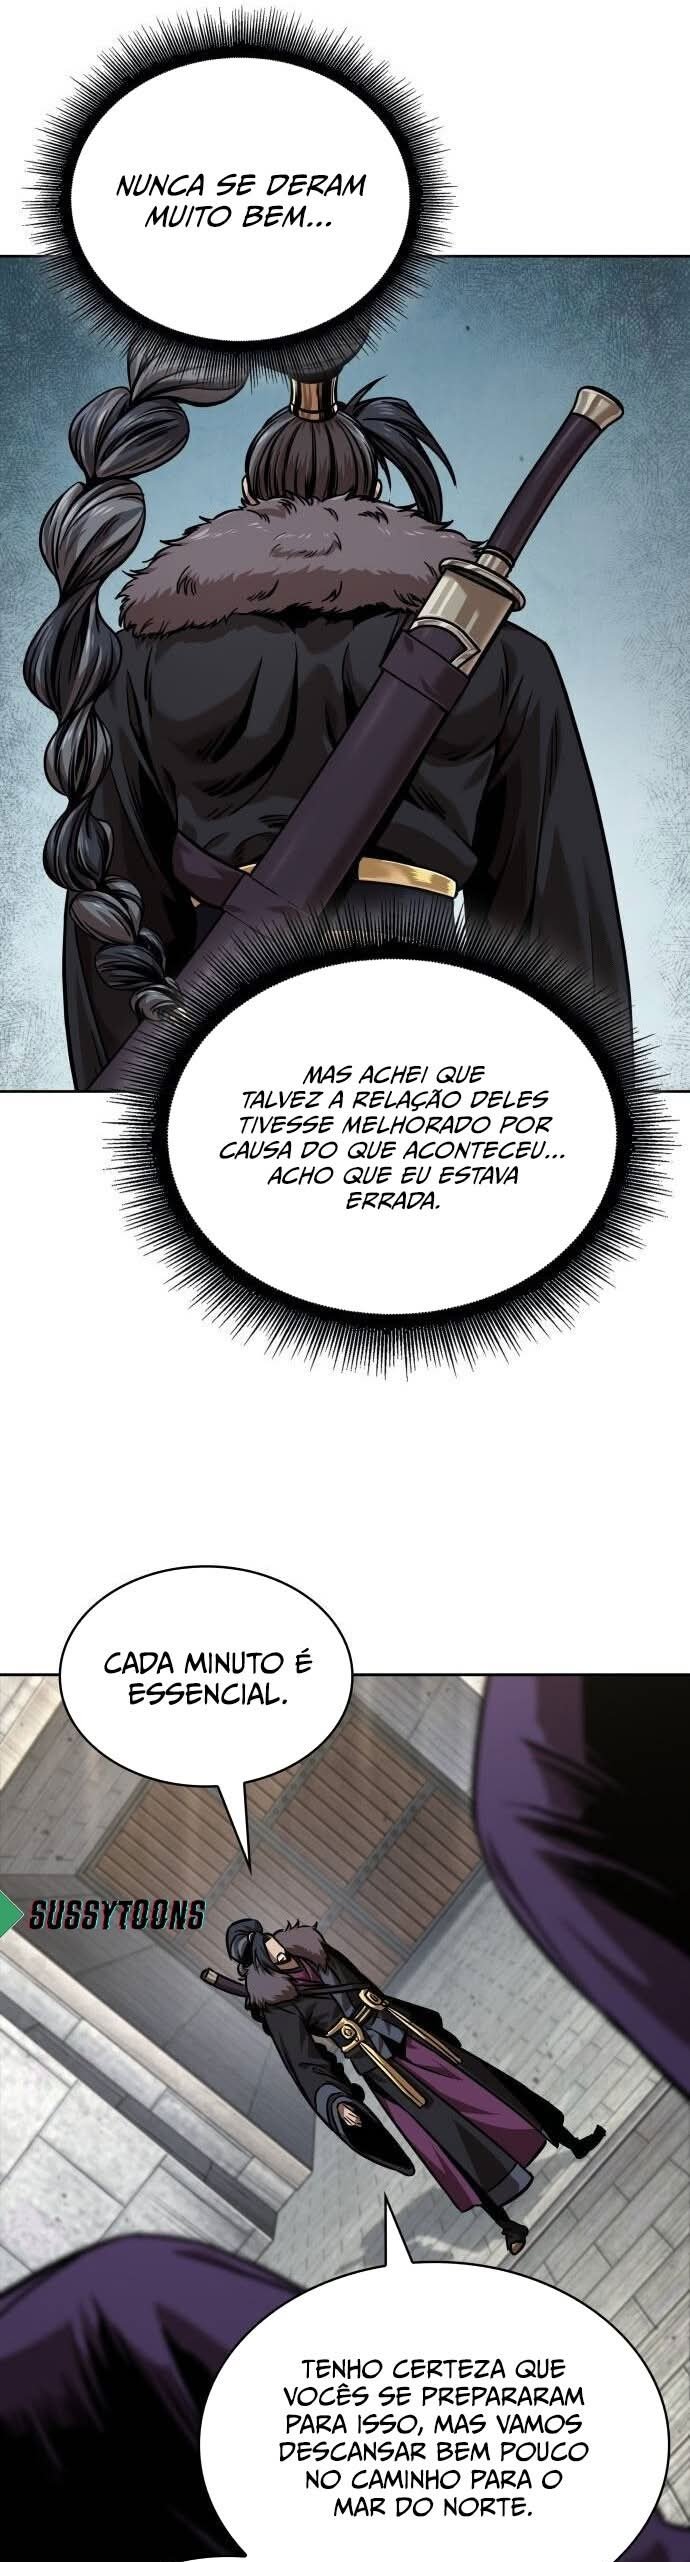 NUNCA SE DERAM
MUITO BEM...
MAS ACHEI QUE
TALVEZ A RELAÇÃO DELES
TIVESSE MELHORADO POR
CAUSA DO QUE ACONTECEU...
ACHO QUE EU ESTAVA
ERRADA.
CADA MINUTO É
ESSENCIAL.
SUSSYTOONS
TENHO CERTEZA QUE
VOCÊS SE PREPARARAM
PARA ISSO, MAS VAMOS
DESCANSAR BEM POUCO
NO CAMINHO PARA O
MAR DO NORTE.